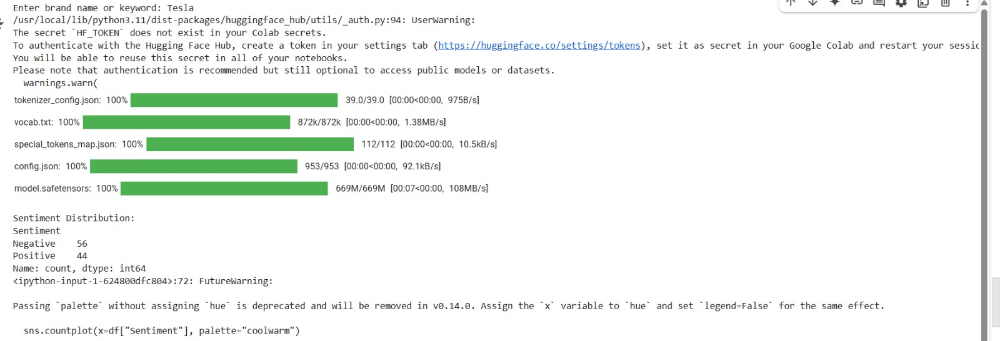 Enter brand name or keyword: Tesla
/usr/local/lib/python3.11/dist-packages/huggingface_hub/utils/_auth.py:94: UserWarning:
The secret `HF_TOKEN` does not exist in your Colab secrets.
To authenticate with the Hugging Face Hub, create a token in your settings tab (https://huggingface.co/settings/tokens), set it as secret in your Google Colab and restart your sessic
You will be able to reuse this secret in all of your notebooks.
Please note that authentication is recommended but still optional to access public models or datasets.
  warnings.warn(
tokenizer_config.json: 100% 39.0/39.0 [00:00<00:00, 975B/s]
vocab.txt: 100% 872k/872k [00:00<00:00, 1.38MB/s]
special_tokens_map.json: 100% 112/112 [00:00<00:00, 10.5kB/s]
config.json: 100% 953/953 [00:00<00:00, 92.1kB/s]
model.safetensors: 100% 669M/669M [00:07<00:00, 108MB/s]
Sentiment Distribution:
Sentiment
Negative    56
Positive    44
Name: count, dtype: int64
<ipython-input-1-624800dfc804>:72: FutureWarning:
Passing `palette` without assigning `hue` is deprecated and will be removed in v0.14.0. Assign the `x` variable to `hue` and set `legend=False` for the same effect.
  sns.countplot(x=df["Sentiment"], palette="coolwarm")